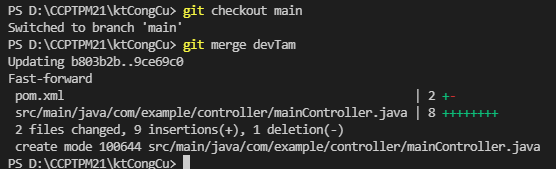 PS D:\CCPTPM21\ktCongCu> git checkout main
Switched to branch 'main'
PS D:\CCPTPM21\ktCongCu> git merge devTam
Updating b803b2b..9ce69c0
Fast-forward
 pom.xml                                             | 2 +-
 src/main/java/com/example/controller/mainController.java | 8 ++++++++
 2 files changed, 9 insertions(+), 1 deletion(-)
 create mode 100644 src/main/java/com/example/controller/mainController.java
PS D:\CCPTPM21\ktCongCu>